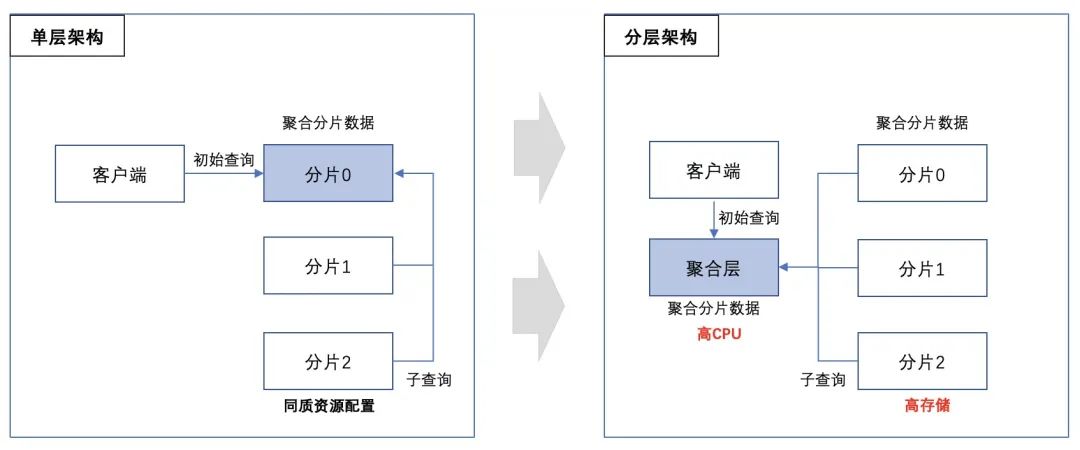 单层架构
聚合分片数据
客户端
初始查询
分片0
分片1
分片2
子查询
同质资源配置
分层架构
聚合分片数据
客户端
分片0
初始查询
聚合层
分片1
聚合分片数据
高CPU
分片2
子查询
高存储